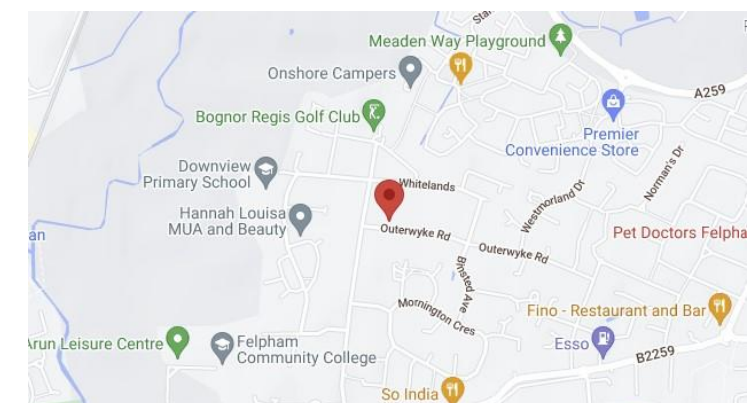 Meaden Way Playground
Onshore Campers
A259
Bognor Regis Golf Club
Premier
Convenience Store
Downview
Primary School
Whitelands
Norman's Dr
Westmorland Dr
Hannah Louisa
MUA and Beauty
Outerwyke Rd
Pet Doctors Felpha
Outerwyke Rd
Binsted Ave
Mornington Cres
Fino - Restaurant and Bar
Arun Leisure Centre
Felpham
Community College
Esso
B2259
So India